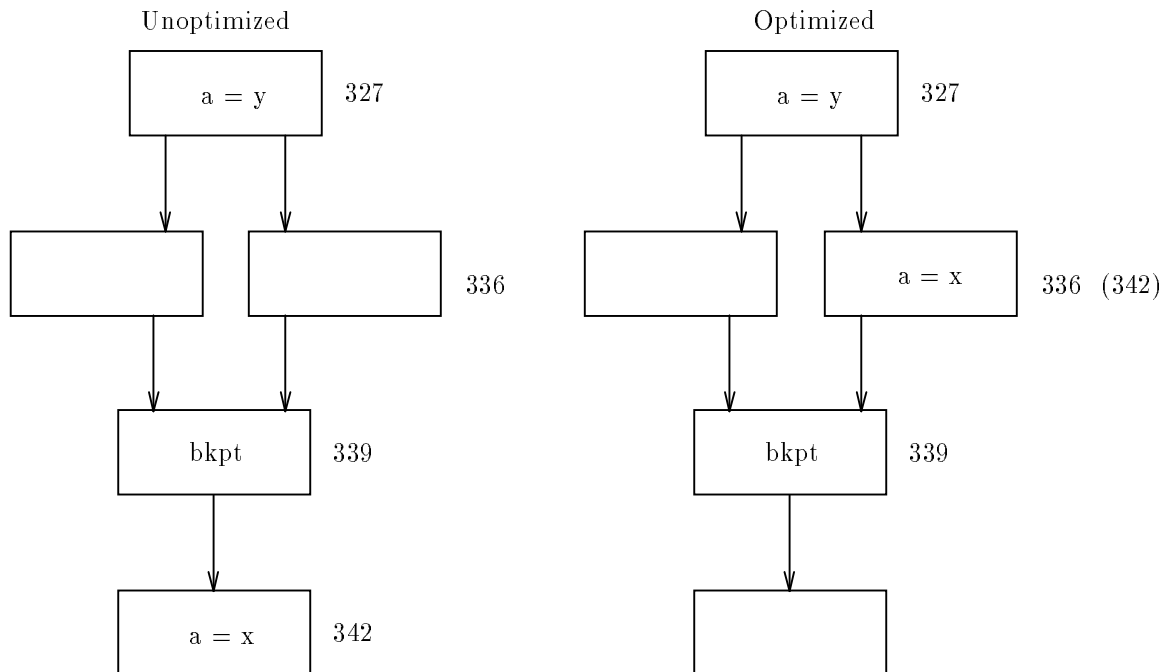 Unoptimized
Optimized
a = y
327
a = y
327
336
a = x
336 (342)
bkpt
339
bkpt
339
a = x
342